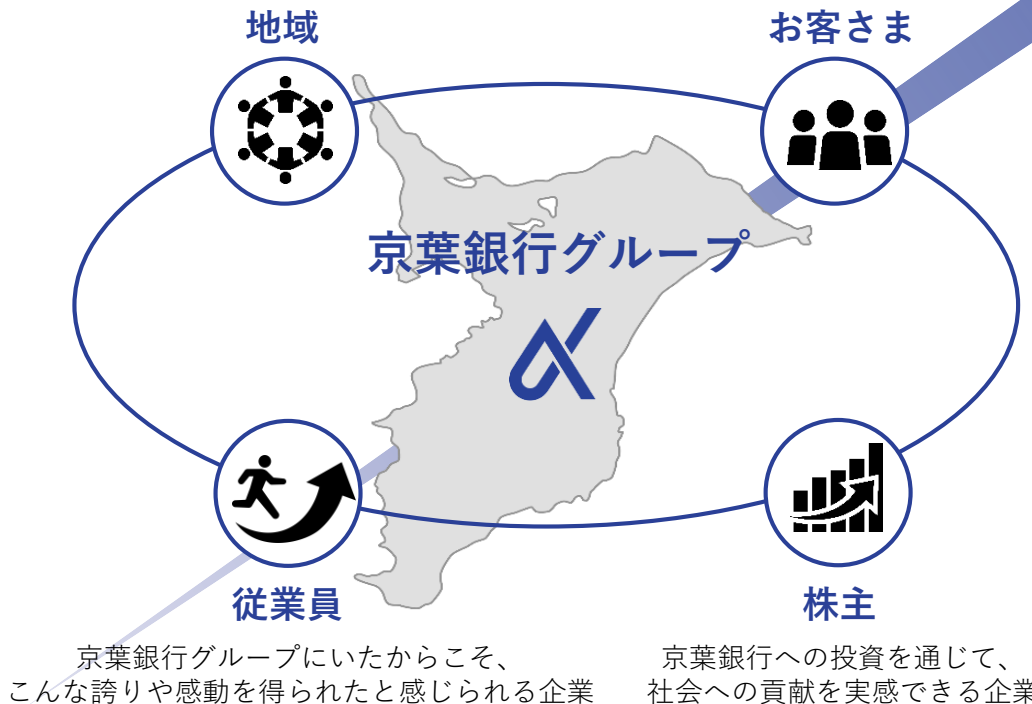 地域
お客さま
京葉銀行グループ
従業員
株主
京葉銀行グループにいたからこそ、
こんな誇りや感動を得られたと感じられる企業
京葉銀行への投資を通じて、
社会への貢献を実感できる企業